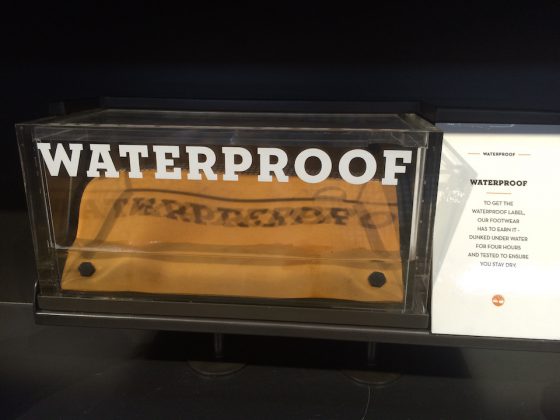 WATERPROOF
WATERPROOF
WATERPROOF
TO GET THE
WATERPROOF LABEL,
OUR FOOTWEAR
HAS TO EARN IT -
DUNKED UNDER WATER
FOR FOUR HOURS
AND TESTED TO ENSURE
YOU STAY DRY.